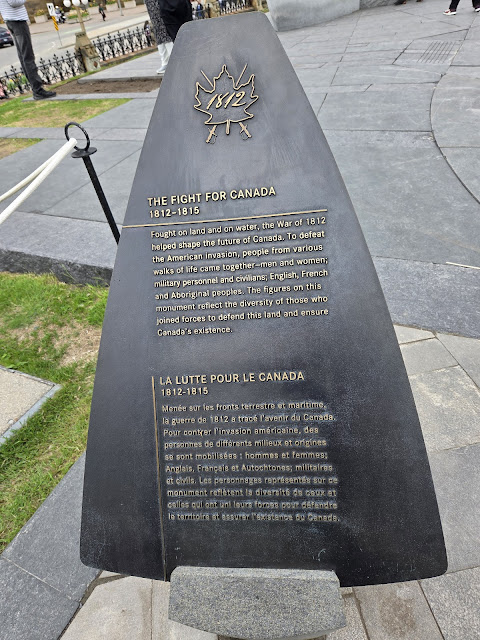 1812
THE FIGHT FOR CANADA
1812-1815
Fought on land and on water, the War of 1812
helped shape the future of Canada. To defeat
the American invasion, people from various
walks of life came together–men and women;
military personnel and civilians; English, French
and Aboriginal peoples. The figures on this
monument reflect the diversity of those who
joined forces to defend this land and ensure
Canada's existence.
LA LUTTE POUR LE CANADA
1812-1815
Menée sur les fronts terrestre et maritime,
la guerre de 1812 a tracé l'avenir du Canada.
Pour contrer l'invasion américaine, des
personnes de différents milieux et origines
se sont mobilisées : hommes et femmes;
Anglais, Français et Autochtones; militaires
et civils. Les personnages représentés sur ce
monument reflètent la diversité de ceux et
celles qui ont uni leurs forces pour défendre
le territoire et assurer l'existence du Canada.